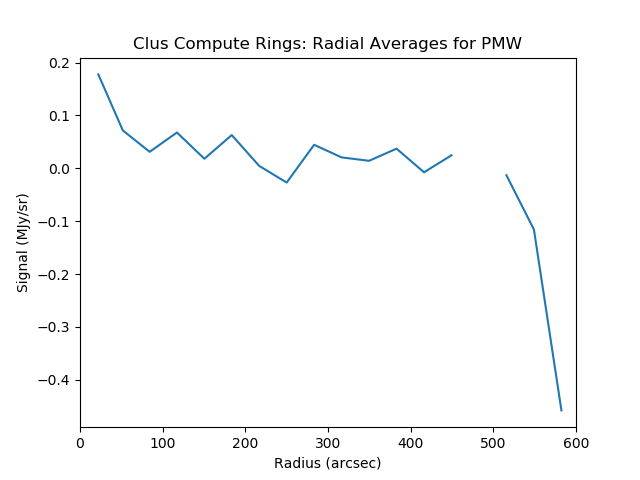 Clus Compute Rings: Radial Averages for PMW
0.2
0.1
0.0
−0.1
−0.2
−0.3
−0.4
Signal (MJy/sr)
0 100 200 300 400 500 600
Radius (arcsec)